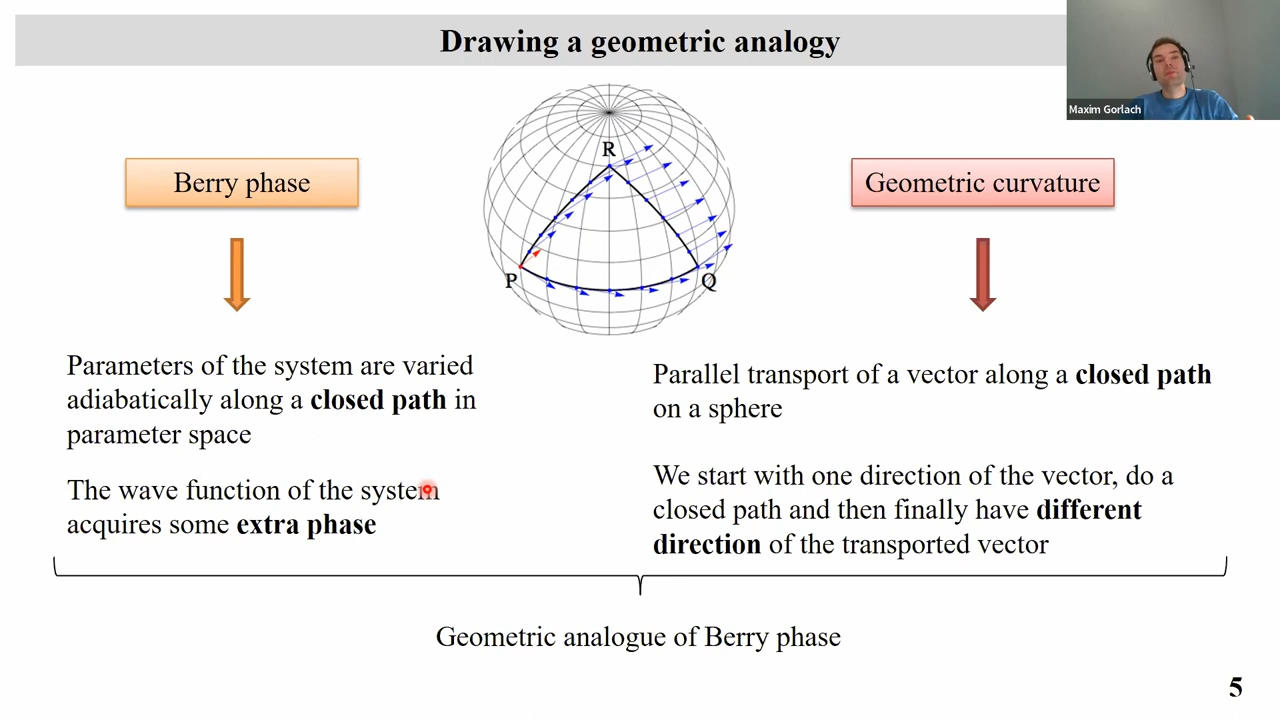 Drawing a geometric analogy
Maxim Gorlach
Berry phase
R
P
Q
Geometric curvature
Parameters of the system are varied
adiabatically along a closed path in
parameter space
The wave function of the system
acquires some extra phase
Parallel transport of a vector along a closed path
on a sphere
We start with one direction of the vector, do a
closed path and then finally have different
direction of the transported vector
Geometric analogue of Berry phase
5